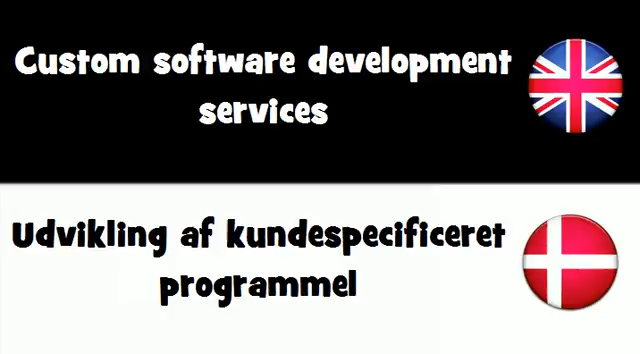 Custom software development
services
Udvikling af kundespecificeret
programmel